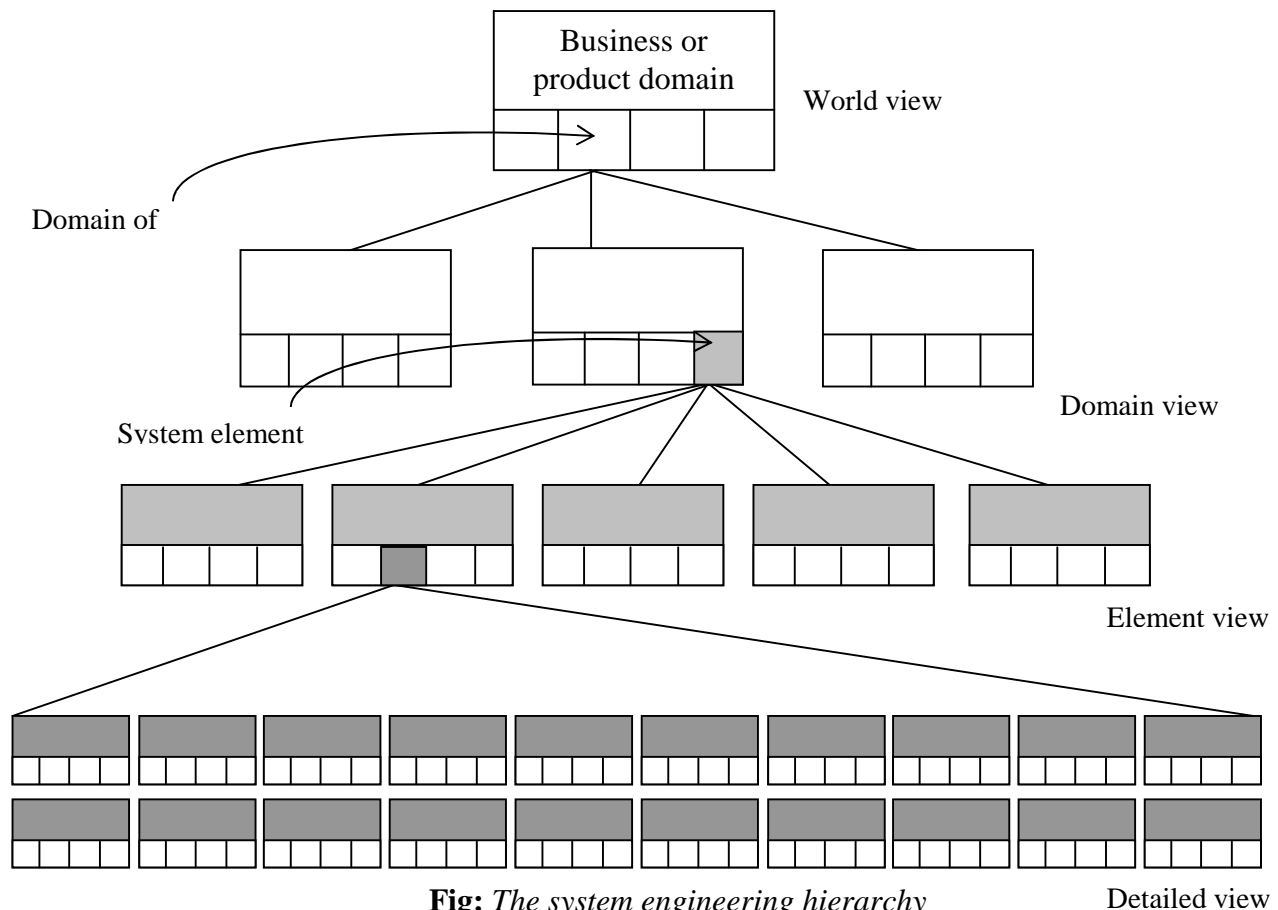 Business or
product domain
World view
Domain of
Domain view
System element
Element view
Fig: The system engineering hierarchy
Detailed view